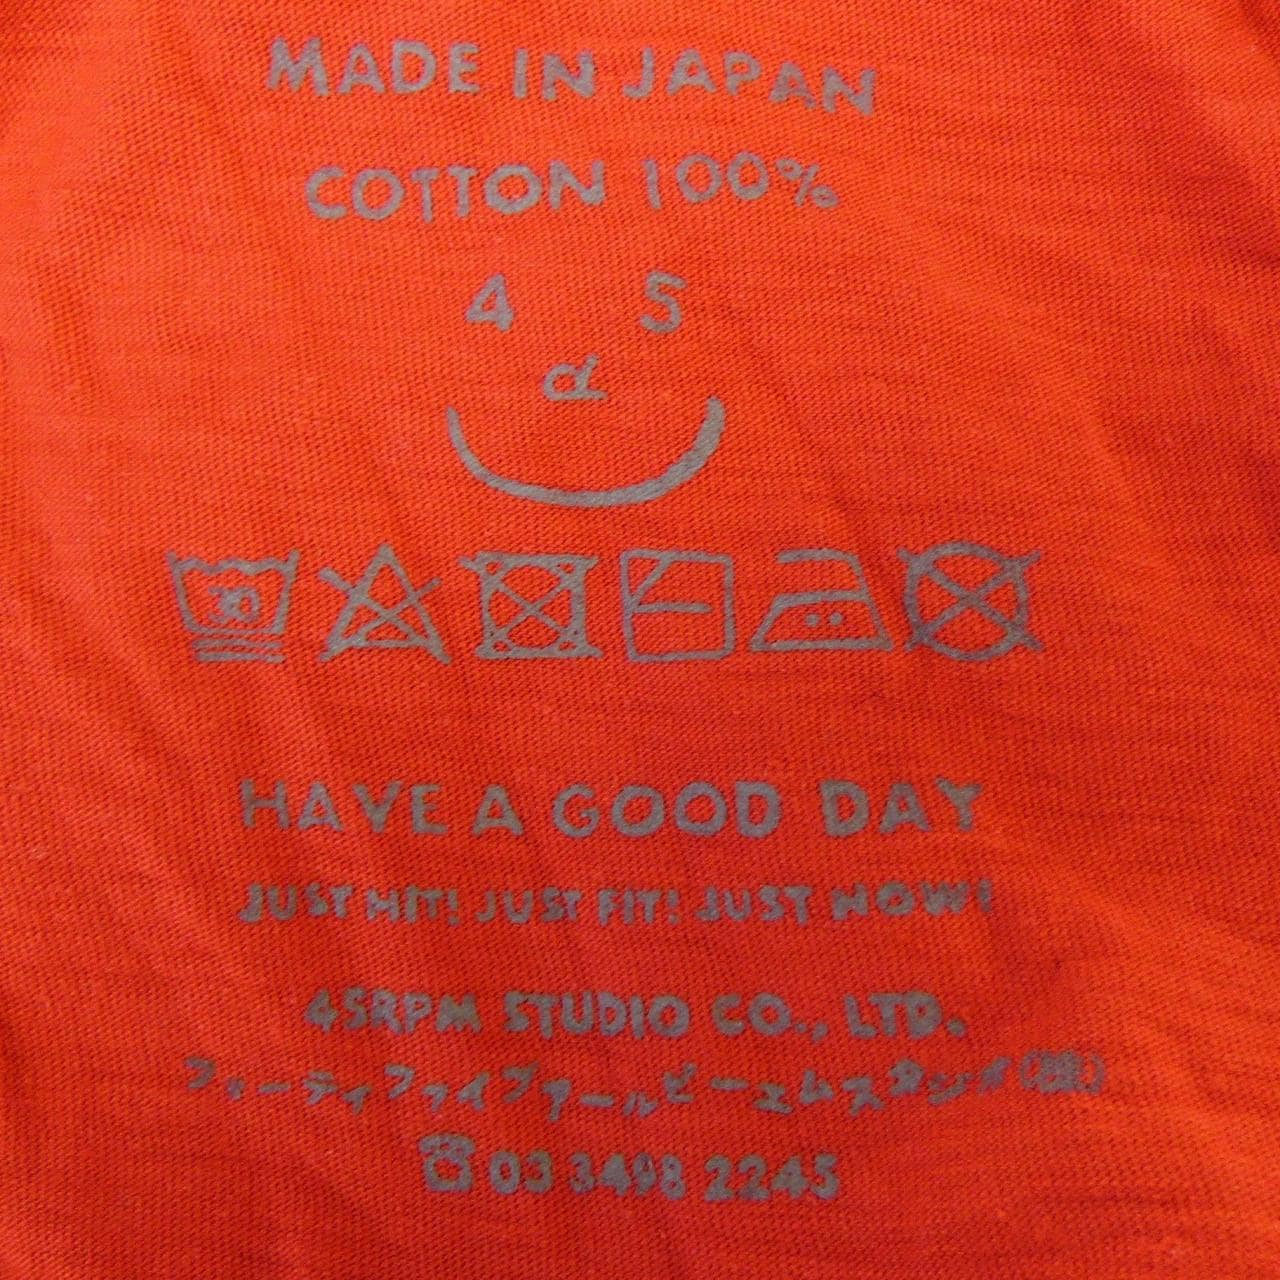 MADE IN JAPAN
COTTON 100%
4 5
R
30
HAVE A GOOD DAY
JUST HIT! JUST FIT! JUST NOW!
45RPM STUDIO CO., LTD.
フォーティファイブアールピーエムスタジオ(株)
☎03 3498 2245